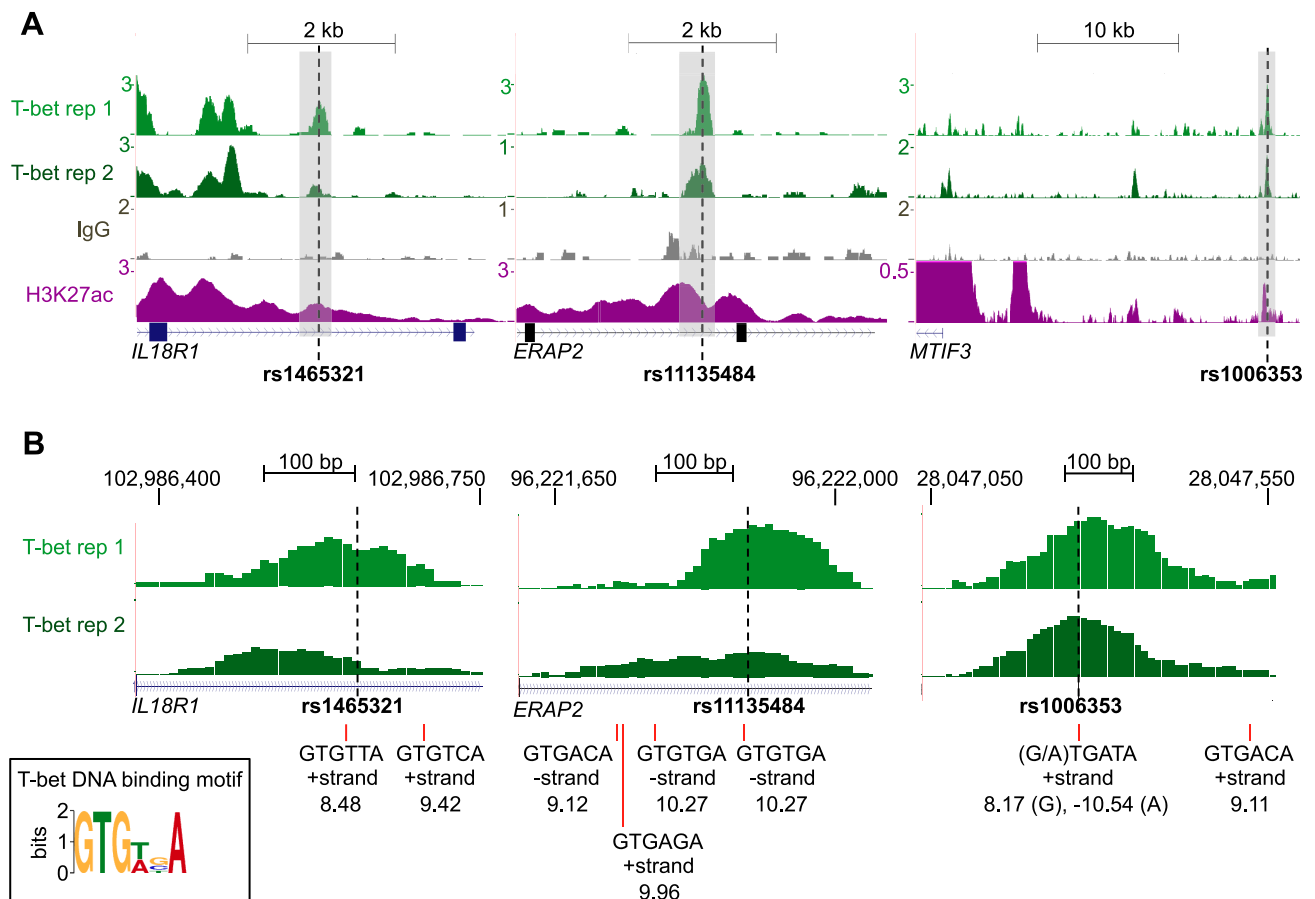 A
2 kb
2 kb
10 kb
T-bet rep 1
3
3
3
T-bet rep 2
3
1
2
IgG
2
1
2
H3K27ac
3
3
0.5
IL18R1
ERAP2
MTIF3
rs1465321
rs11135484
rs1006353
B
100 bp
100 bp
100 bp
102,986,400
102,986,750
96,221,650
96,222,000
28,047,050
28,047,550
T-bet rep 1
T-bet rep 2
IL18R1
rs1465321
ERAP2
rs11135484
rs1006353
GTGTTA
+strand
8.48
GTGTCA
+strand
9.42
GTGACA
-strand
9.12
GTGTGA
-strand
10.27
GTGTGA
-strand
10.27
(G/A)TGATA
+strand
8.17 (G), -10.54 (A)
GTGACA
+strand
9.11
GTGAGA
+strand
9.96
T-bet DNA binding motif
bits
2
1
0
GTGTGA
A